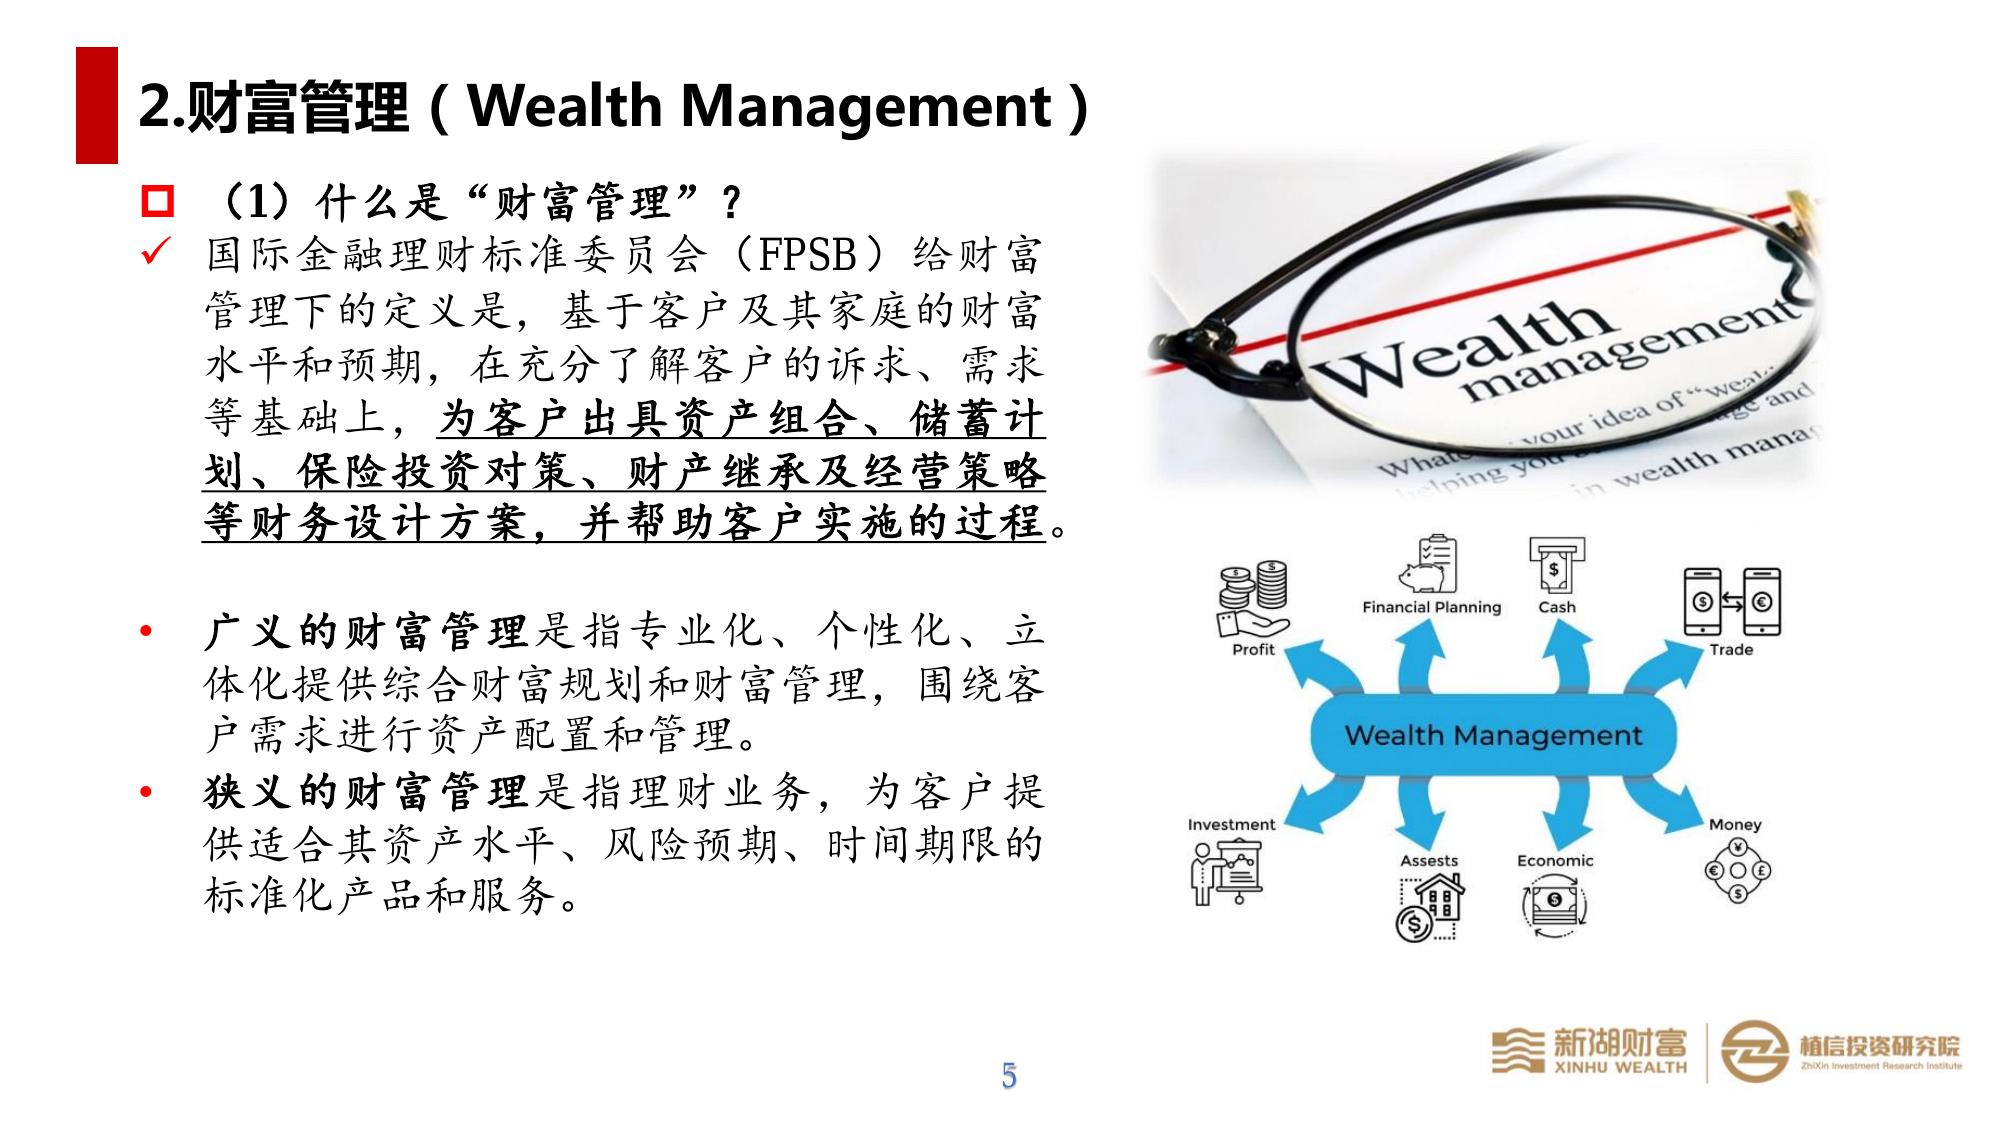 2.财富管理（Wealth Management）
（1）什么是“财富管理”？
国际金融理财标准委员会（FPSB）给财富
管理下的定义是，基于客户及其家庭的财富
水平和预期，在充分了解客户的诉求、需求
等基础上，为客户出具资产组合、储蓄计
划、保险投资对策、财产继承及经营策略
等财务设计方案，并帮助客户实施的过程。
广义的财富管理是指专业化、个性化、立
体化提供综合财富规划和财富管理，围绕客
户需求进行资产配置和管理。
狭义的财富管理是指理财业务，为客户提
供适合其资产水平、风险预期、时间期限的
标准化产品和服务。
Wealth
management
your idea of “weal
age and
helping you
in wealth manag
Financial Planning
Cash
Profit
Trade
Wealth Management
Investment
Money
Assests
Economic
5
新湖财富
XINHU WEALTH
植信投资研究院
ZhiXin Investment Research Institute